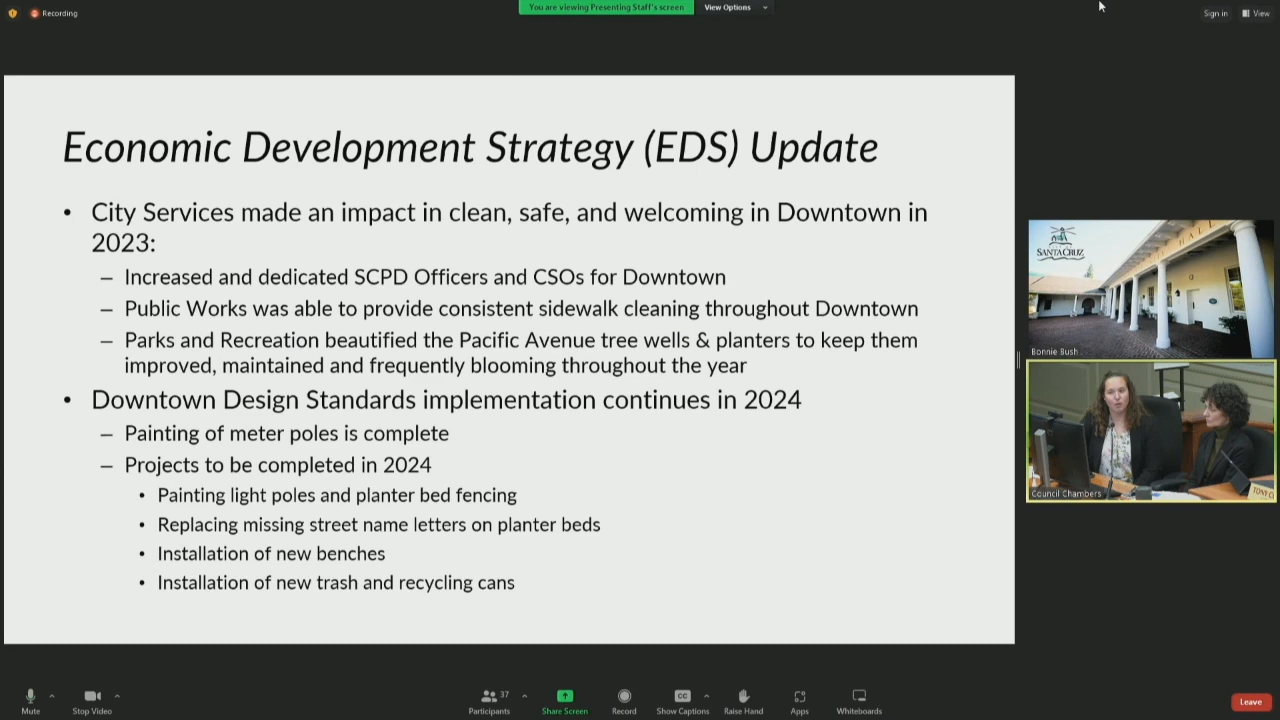 Recording
You are viewing Presenting Staff's screen
View Options
Sign in
View
Economic Development Strategy (EDS) Update
• City Services made an impact in clean, safe, and welcoming in Downtown in
2023:
– Increased and dedicated SCPD Officers and CSOs for Downtown
– Public Works was able to provide consistent sidewalk cleaning throughout Downtown
– Parks and Recreation beautified the Pacific Avenue tree wells & planters to keep them
improved, maintained and frequently blooming throughout the year
• Downtown Design Standards implementation continues in 2024
– Painting of meter poles is complete
– Projects to be completed in 2024
• Painting light poles and planter bed fencing
• Replacing missing street name letters on planter beds
• Installation of new benches
• Installation of new trash and recycling cans
SANTA CRUZ
Bonnie Bush
Council Chambers
Mute
Stop Video
37
Participants
Share Screen
Record
CC
Show Captions
Raise Hand
Apps
Whiteboards
Leave